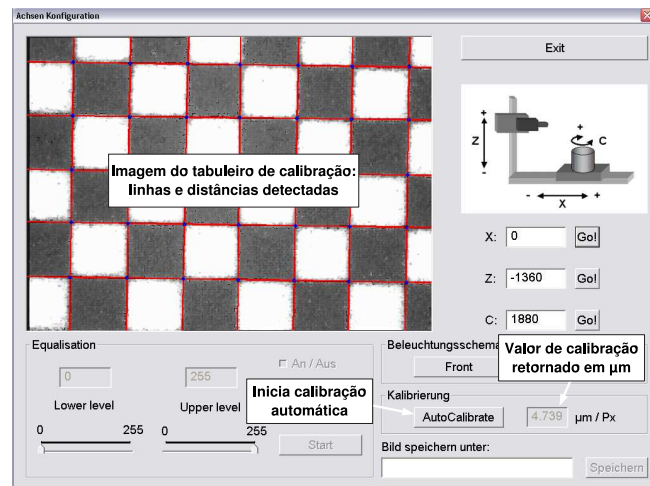 Achsen Konfiguration
Exit
Imagem do tabuleiro de calibração:
linhas e distâncias detectadas
+
Z
-
+
C
- +
X
X: 0 Go!
Z: -1360 Go!
C: 1880 Go!
Equalisation
An / Aus
0
255
Lower level
Upper level
0 255
0 255
Start
Inicia calibração
automática
Beleuchtungsschema
Front
Valor de calibração
retornado em µm
Kalibrierung
AutoCalibrate 4.739 µm / Px
Bild speichern unter:
Speichern